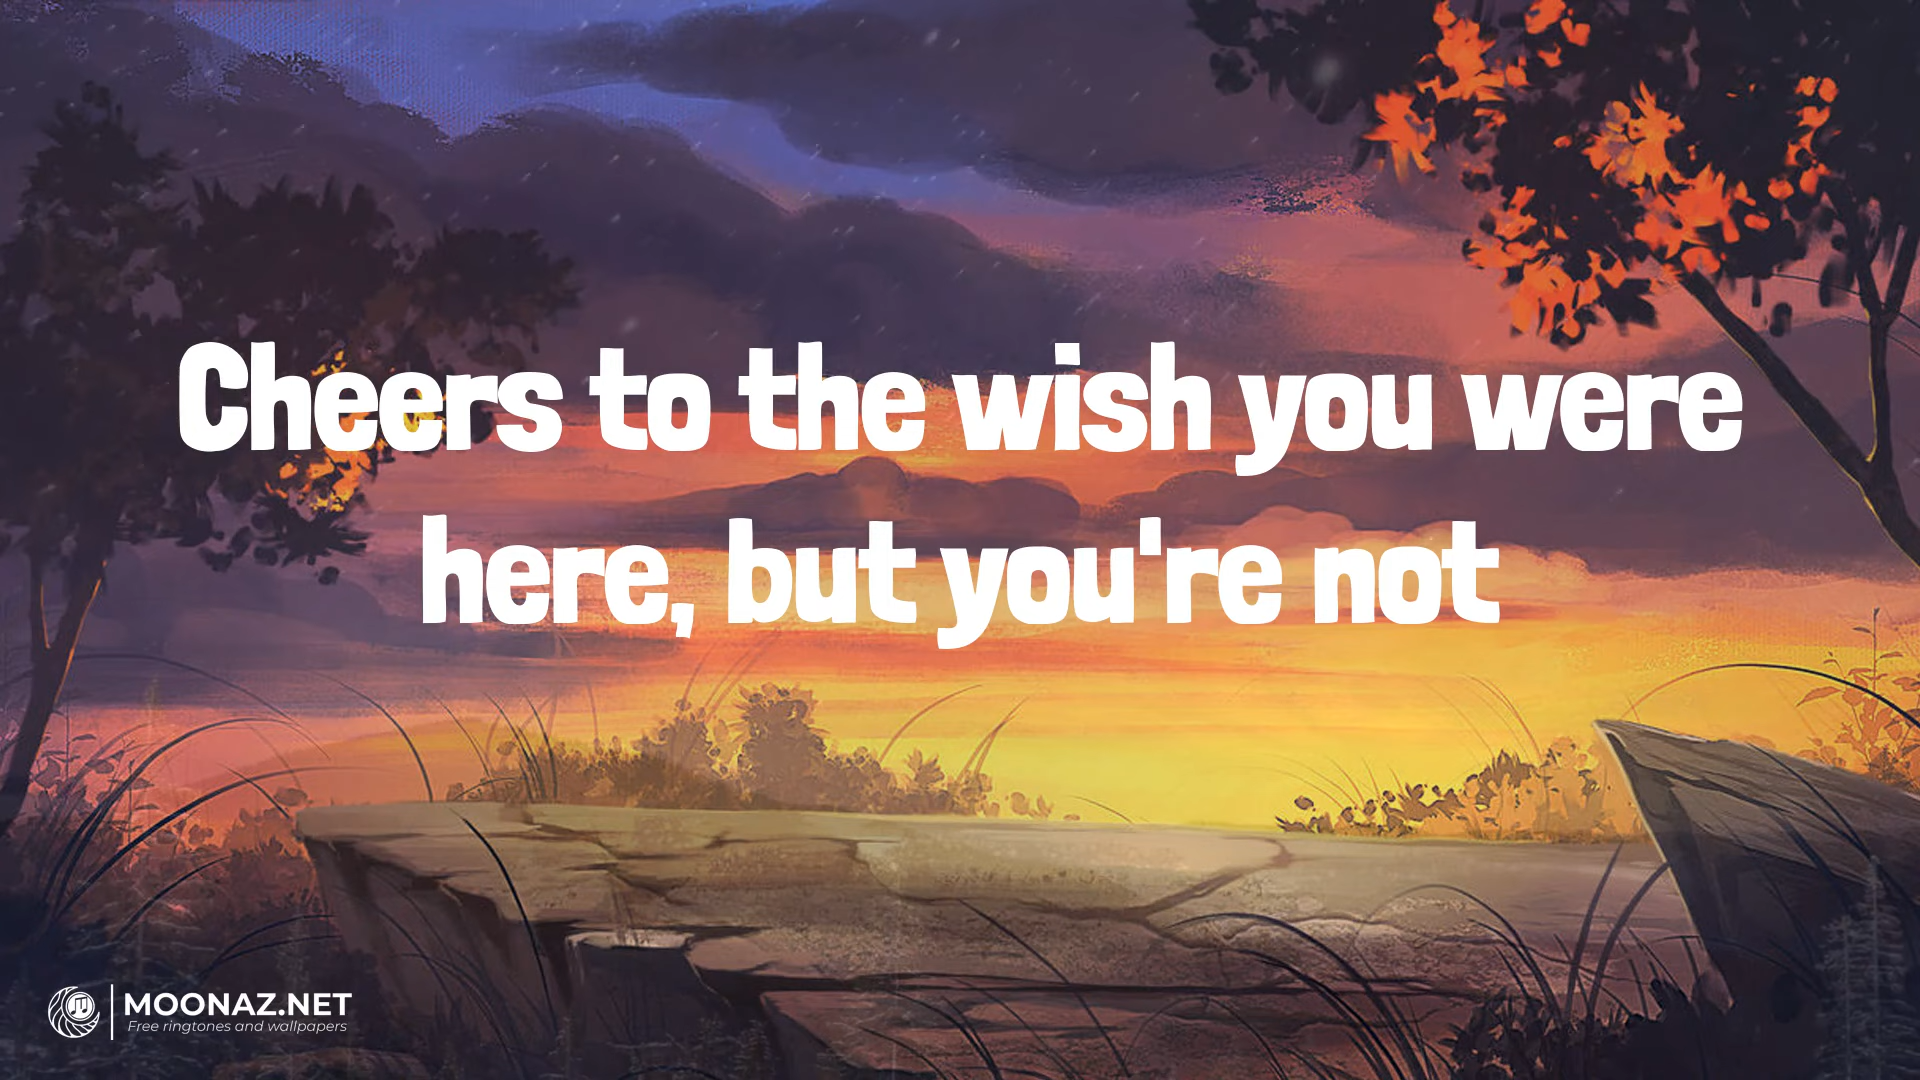 Cheers to the wish you were
here, but you're not
MOONAZ.NET
Free ringtones and wallpapers